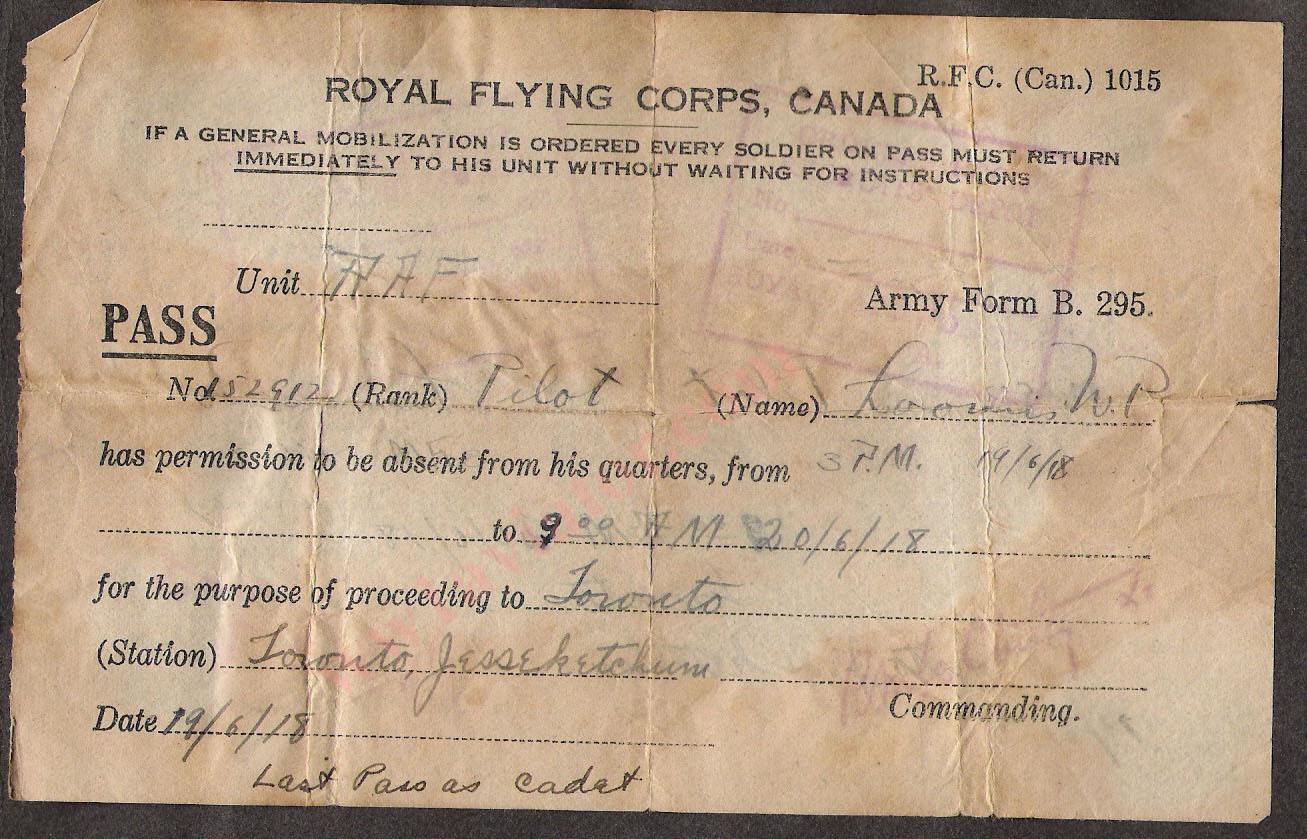 R.F.C. (Can.) 1015
ROYAL FLYING CORPS, CANADA
IF A GENERAL MOBILIZATION IS ORDERED EVERY SOLDIER ON PASS MUST RETURN
IMMEDIATELY TO HIS UNIT WITHOUT WAITING FOR INSTRUCTIONS
Unit RAF
Army Form B. 295.
PASS
No. 152912 (Rank) Pilot (Name) Loomis, W. P.
has permission to be absent from his quarters, from 3 P.M. 19/6/18
to 9 00 AM 20/6/18
for the purpose of proceeding to Toronto
(Station) Toronto, Jesseketchum
Commanding.
Date 19/6/18
Last Pass as cadet